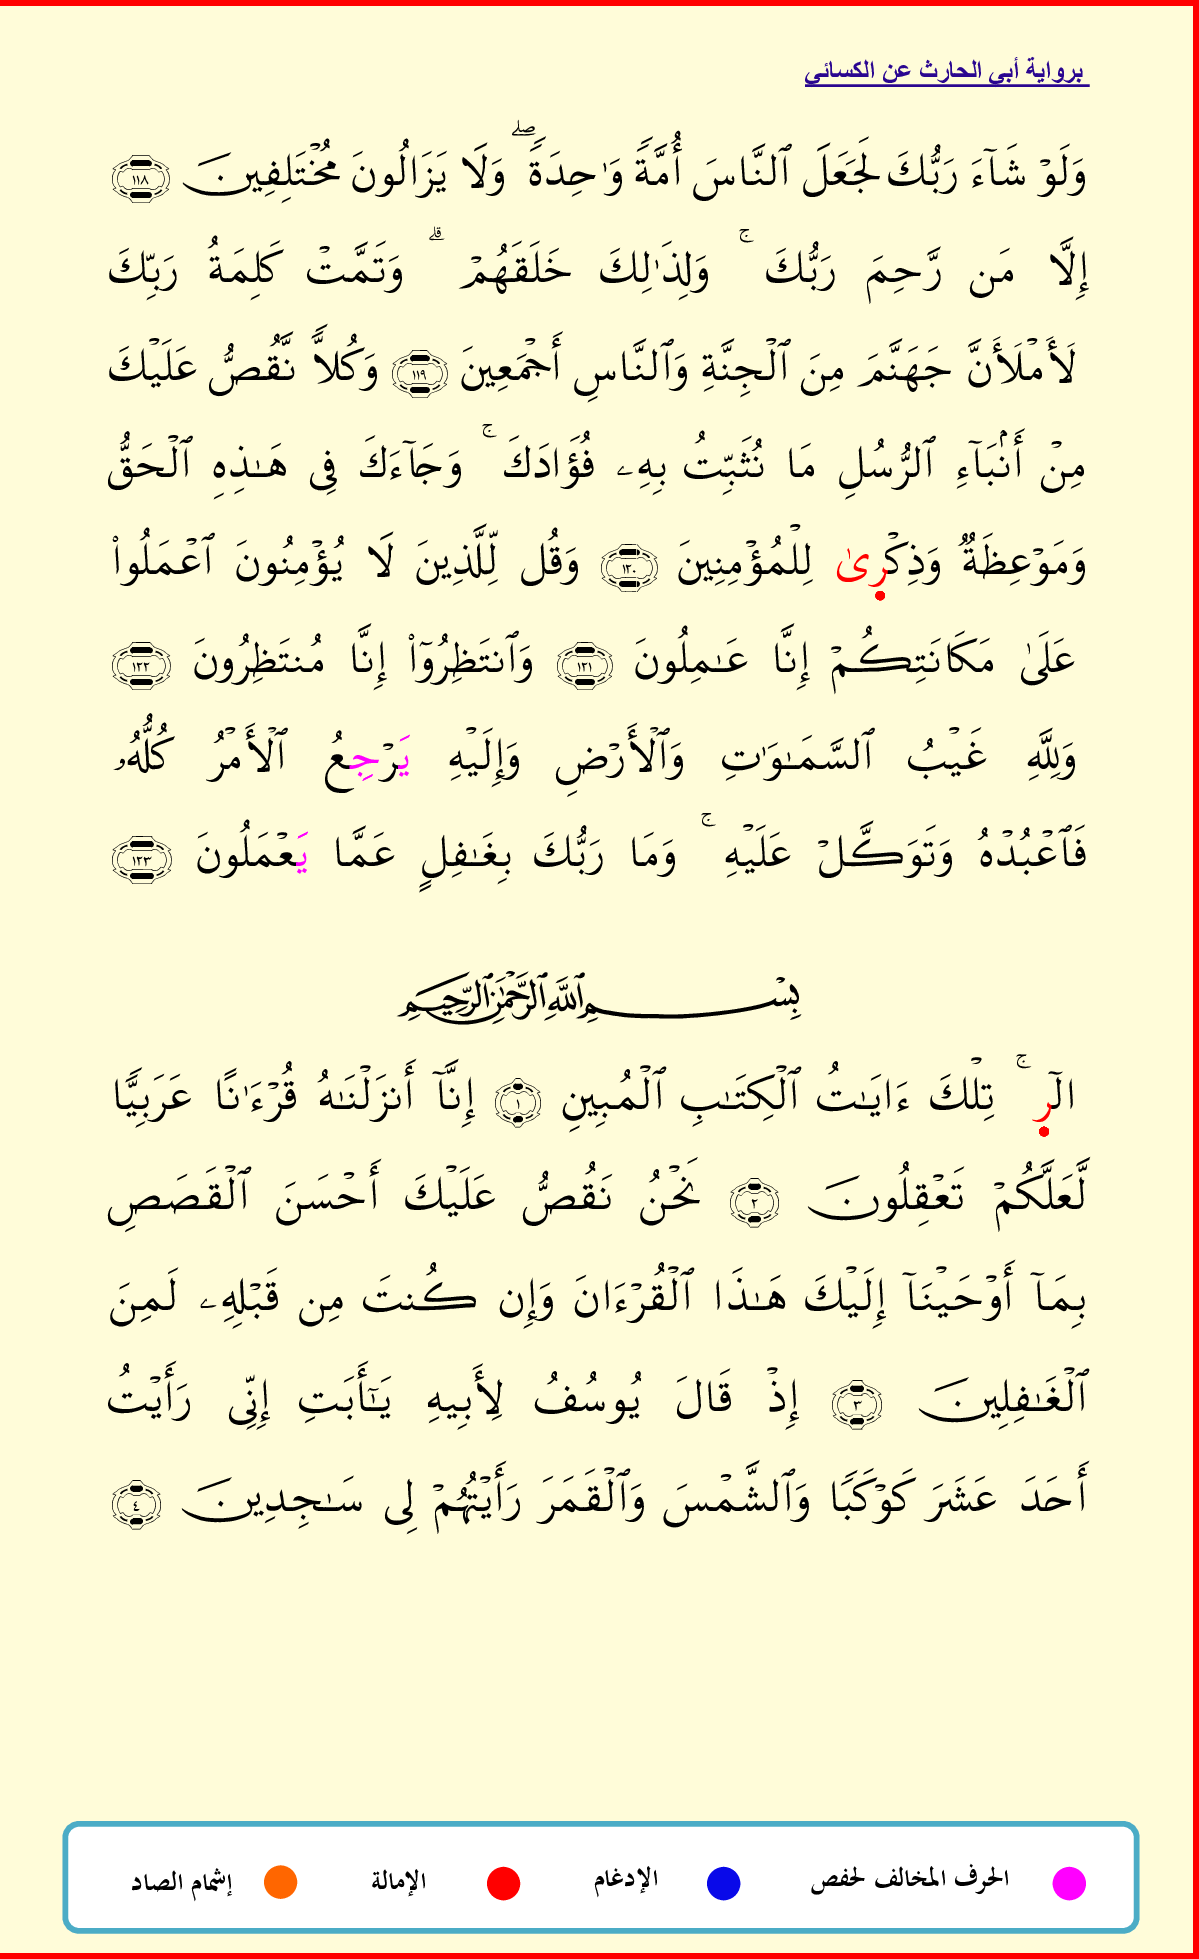 برواية أبي الحارث عن الكسائي
وَلَوۡ شَآءَ رَبُّكَ لَجَعَلَ ٱلنَّاسَ أُمَّةٗ وَٰحِدَةٗۖ وَلَا يَزَالُونَ مُخۡتَلِفِينَ ١١٨
إِلَّا مَن رَّحِمَ رَبُّكَۚ وَلِذَٰلِكَ خَلَقَهُمۡۗ وَتَمَّتۡ كَلِمَةُ رَبِّكَ
لَأَمۡلَأَنَّ جَهَنَّمَ مِنَ ٱلۡجِنَّةِ وَٱلنَّاسِ أَجۡمَعِينَ ١١٩ وَكُلّٗا نَّقُصُّ عَلَيۡكَ
مِنۡ أَنۢبَآءِ ٱلرُّسُلِ مَا نُثَبِّتُ بِهِۦ فُؤَادَكَۚ وَجَآءَكَ فِي هَٰذِهِ ٱلۡحَقُّ
وَمَوۡعِظَةٞ وَذِكۡرِىٰ لِلۡمُؤۡمِنِينَ ١٢٠ وَقُل لِّلَّذِينَ لَا يُؤۡمِنُونَ ٱعۡمَلُواْ
عَلَىٰ مَكَانَتِكُمۡ إِنَّا عَٰمِلُونَ ١٢١ وَٱنتَظِرُوٓاْ إِنَّا مُنتَظِرُونَ ١٢٢
وَلِلَّهِ غَيۡبُ ٱلسَّمَٰوَٰتِ وَٱلۡأَرۡضِ وَإِلَيۡهِ يَرۡجِعُ ٱلۡأَمۡرُ كُلُّهُۥ
فَٱعۡبُدۡهُ وَتَوَكَّلۡ عَلَيۡهِۚ وَمَا رَبُّكَ بِغَٰفِلٍ عَمَّا يَعۡمَلُونَ ١٢٣
بِسۡمِ ٱللَّهِ ٱلرَّحۡمَٰنِ ٱلرَّحِيمِ
الٓرِۚ تِلۡكَ ءَايَٰتُ ٱلۡكِتَٰبِ ٱلۡمُبِينِ ١ إِنَّآ أَنزَلۡنَٰهُ قُرۡءَٰنًا عَرَبِيّٗا
لَّعَلَّكُمۡ تَعۡقِلُونَ ٢ نَحۡنُ نَقُصُّ عَلَيۡكَ أَحۡسَنَ ٱلۡقَصَصِ
بِمَآ أَوۡحَيۡنَآ إِلَيۡكَ هَٰذَا ٱلۡقُرۡءَانَ وَإِن كُنتَ مِن قَبۡلِهِۦ لَمِنَ
ٱلۡغَٰفِلِينَ ٣ إِذۡ قَالَ يُوسُفُ لِأَبِيهِ يَٰٓأَبَتِ إِنِّي رَأَيۡتُ
أَحَدَ عَشَرَ كَوۡكَبٗا وَٱلشَّمۡسَ وَٱلۡقَمَرَ رَأَيۡتُهُمۡ لِي سَٰجِدِينَ ٤
الحرف المخالف لحفص الإدغام الإمالة إشمام الصاد